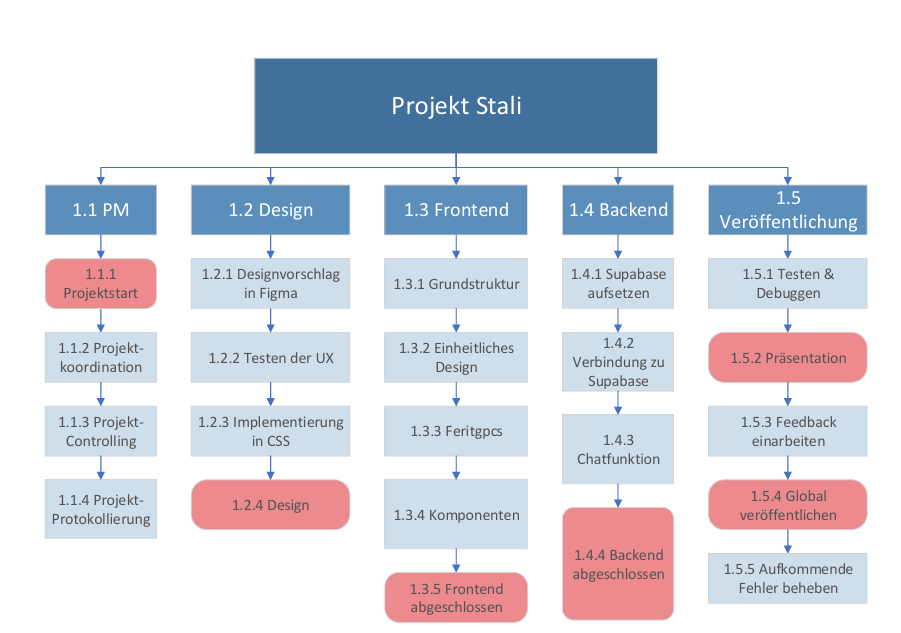 Projekt Stali
1.1 PM
1.2 Design
1.3 Frontend
1.4 Backend
1.5
Veröffentlichung
1.1.1
Projektstart
1.1.2 Projekt-
koordination
1.1.3 Projekt-
Controlling
1.1.4 Projekt-
Protokollierung
1.2.1 Designvorschlag
in Figma
1.2.2 Testen der UX
1.2.3 Implementierung
in CSS
1.2.4 Design
1.3.1 Grundstruktur
1.3.2 Einheitliches
Design
1.3.3 Feritgpcs
1.3.4 Komponenten
1.3.5 Frontend
abgeschlossen
1.4.1 Supabase
aufsetzen
1.4.2
Verbindung zu
Supabase
1.4.3
Chatfunktion
1.4.4 Backend
abgeschlossen
1.5.1 Testen &
Debuggen
1.5.2 Präsentation
1.5.3 Feedback
einarbeiten
1.5.4 Global
veröffentlichen
1.5.5 Aufkommende
Fehler beheben